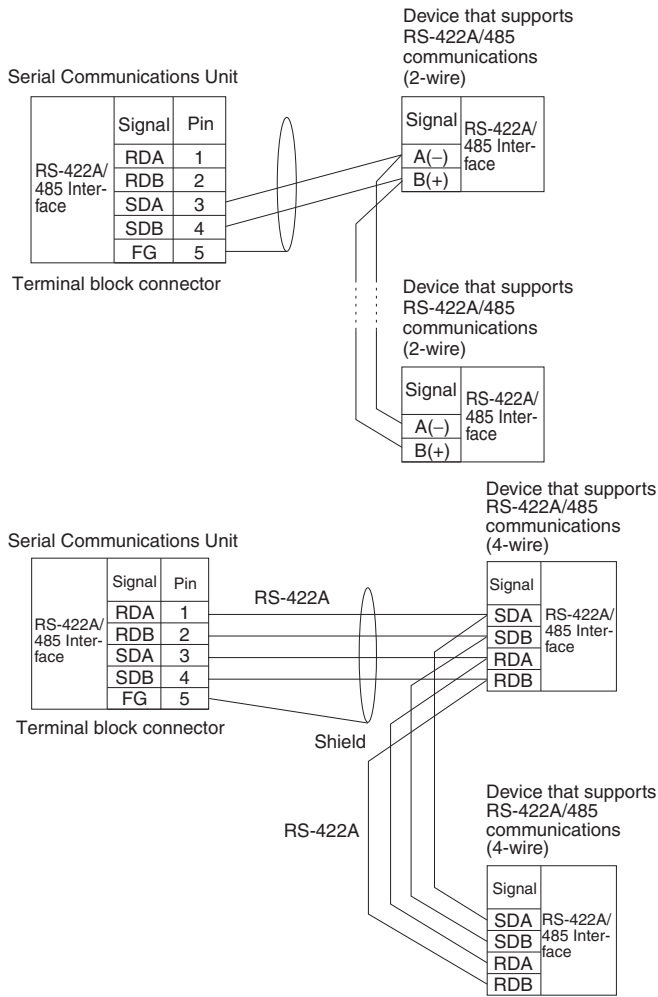 Device that supports
RS-422A/485
communications
(2-wire)
Serial Communications Unit
Signal Pin
RS-422A/
485 Inter-
face
RDA 1
RDB 2
SDA 3
SDB 4
FG 5
Terminal block connector
Signal
A(−)
B(+)
RS-422A/
485 Inter-
face
Device that supports
RS-422A/485
communications
(2-wire)
Signal
A(−)
B(+)
RS-422A/
485 Inter-
face
Device that supports
RS-422A/485
communications
(4-wire)
Serial Communications Unit
Signal Pin
RS-422A/
485 Inter-
face
RDA 1
RDB 2
SDA 3
SDB 4
FG 5
Terminal block connector
RS-422A
Shield
Signal
SDA
SDB
RDA
RDB
RS-422A/
485 Inter-
face
RS-422A
Device that supports
RS-422A/485
communications
(4-wire)
Signal
SDA
SDB
RDA
RDB
RS-422A/
485 Inter-
face